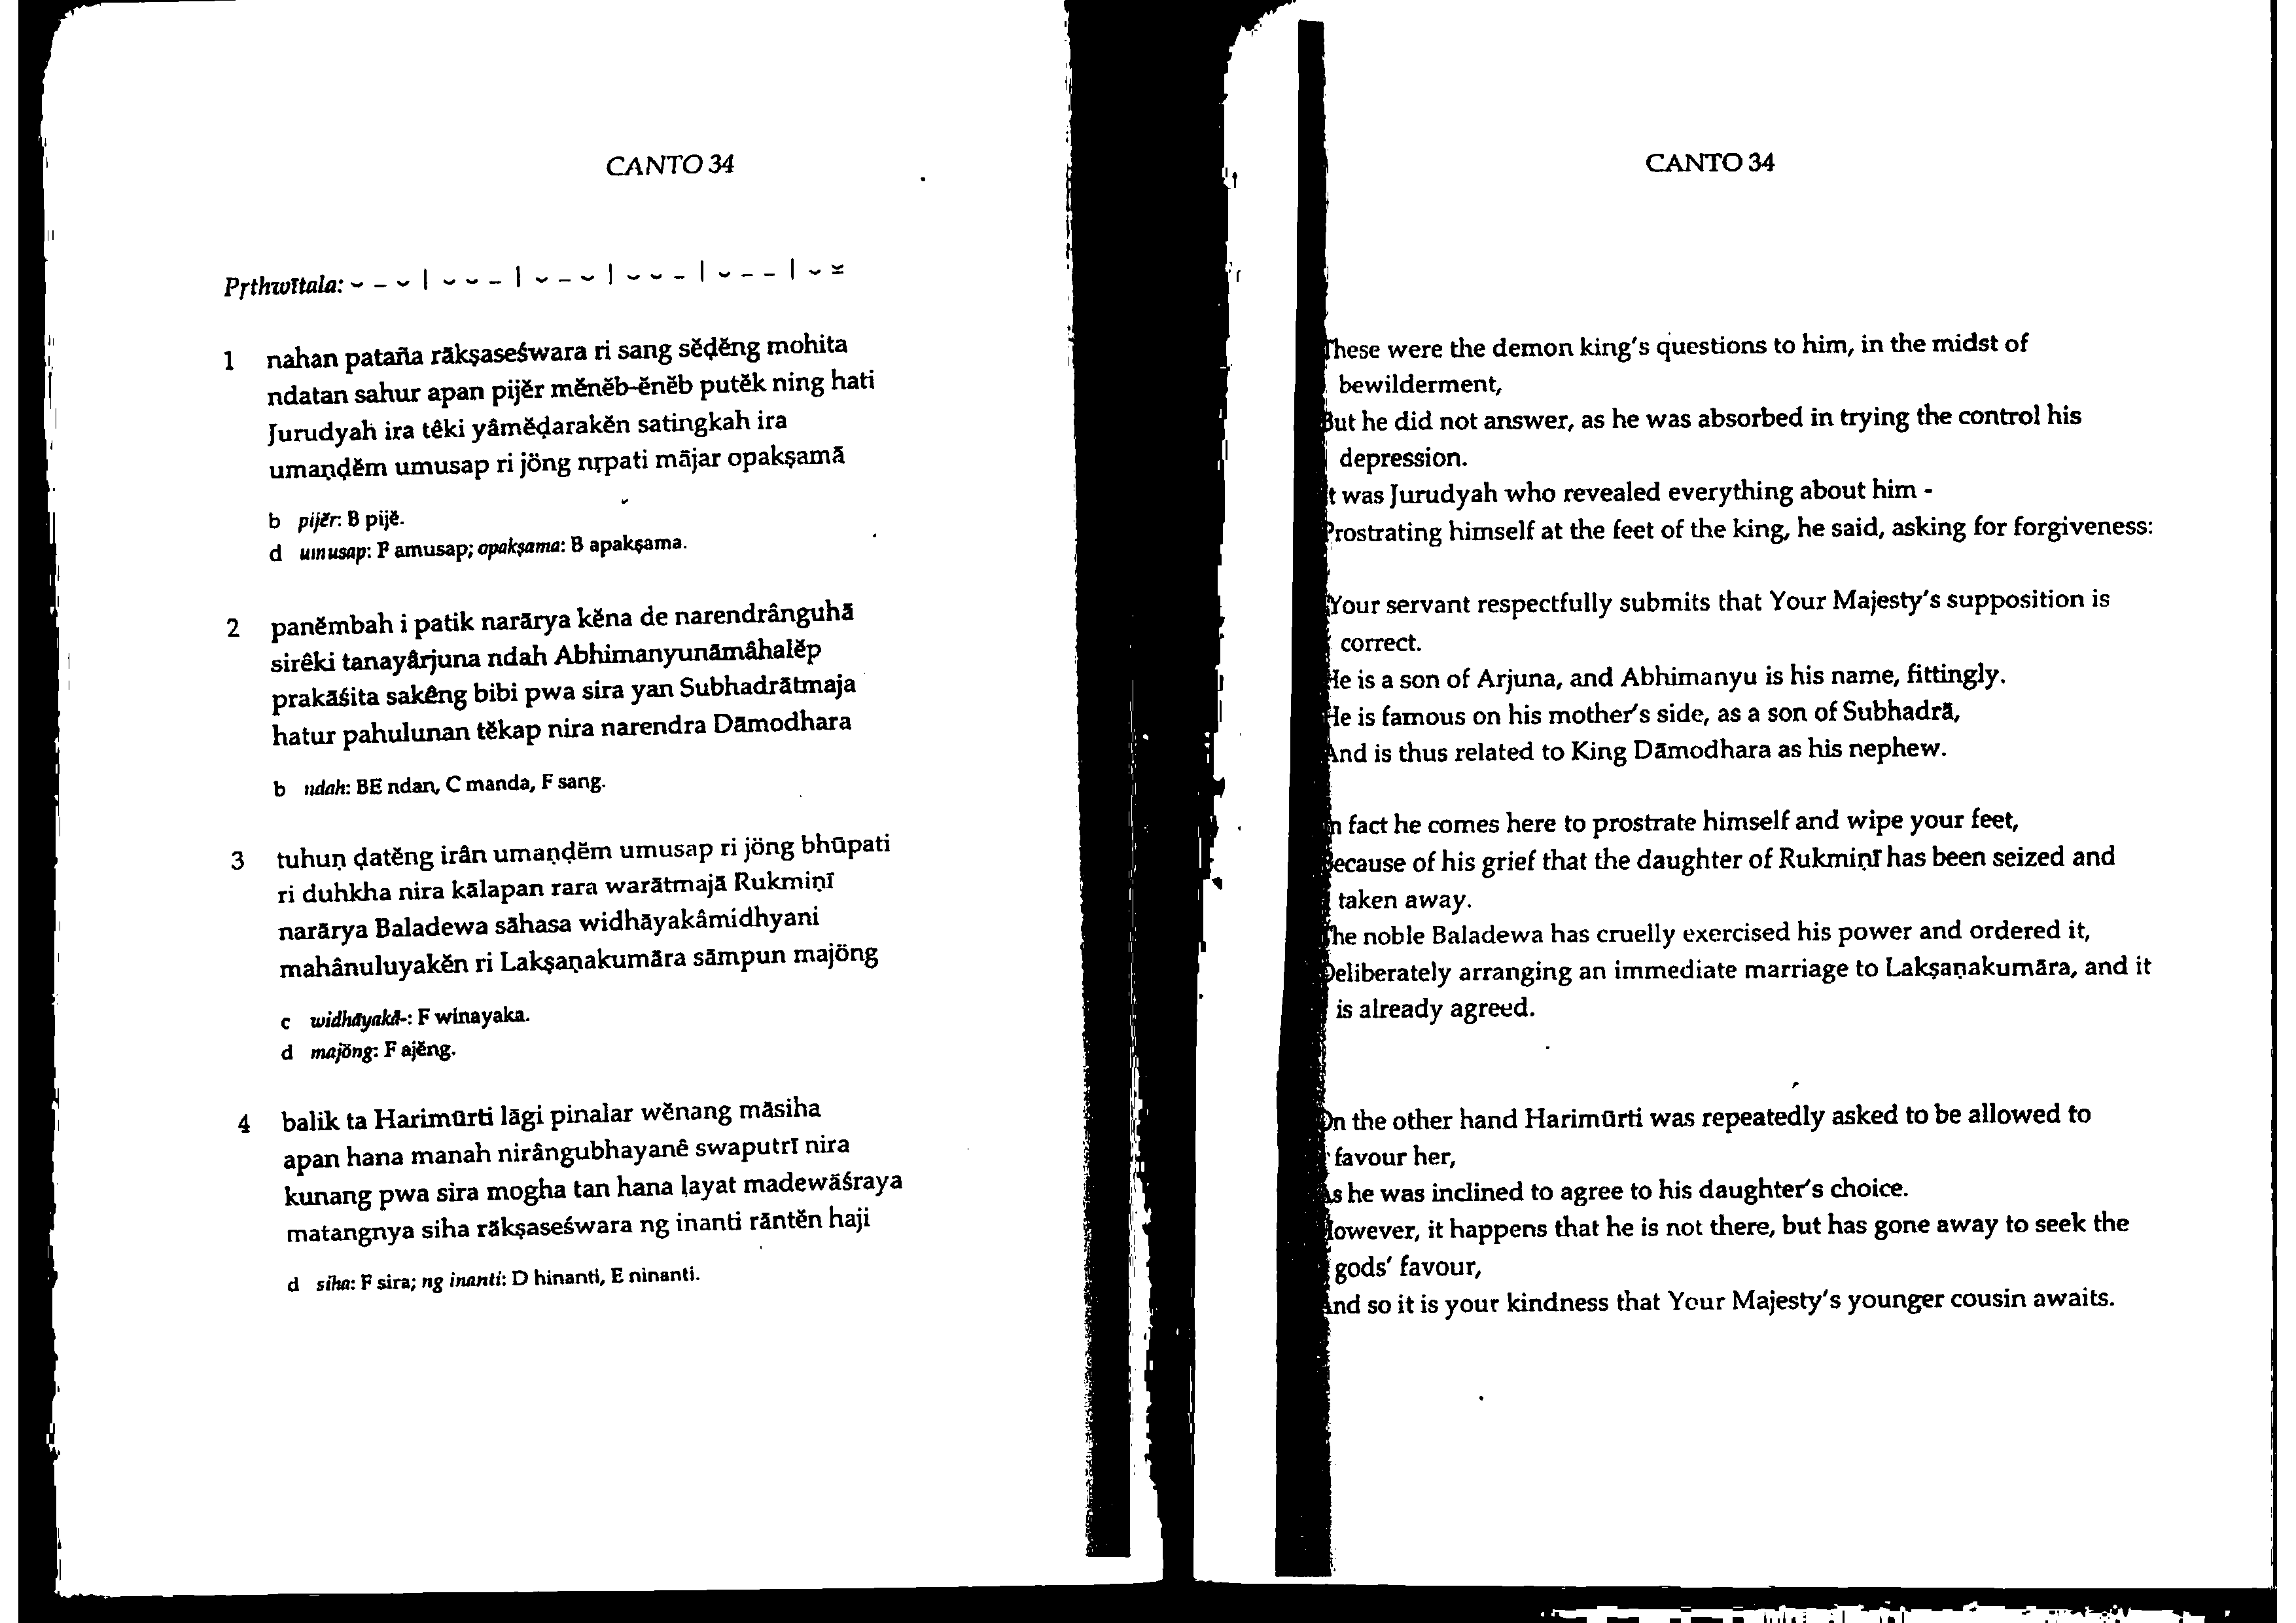 CANTO 34
Pṛthwītala: ⏑ – ⏑ | ⏑ ⏑ – | ⏑ – ⏑ | ⏑ ⏑ – | ⏑ – – | ⏑ ⏓
1 nahan pataña rākṣaseśwara ri sang sĕḍĕng mohita
ndatan sahur apan pijĕr mĕnĕb-ĕnĕb putĕk ning hati
Jurudyah ira têki yâmĕḍarakĕn satingkah ira
umaṇḍĕm umusap ri jöng nṛpati mājar opakṣamā
b pijĕr: B pijĕ.
d umusap: F amusap; opakṣama: B apakṣama.
2 panĕmbah i patik narārya kĕna de narendrânguhā
sirêki tanayârjuna ndah Abhimanyunāmâhalĕp
prakāśita sakêng bibi pwa sira yan Subhadrātmaja
hatur pahulunan tĕkap nira narendra Dāmodhara
b ndah: BE ndan, C manda, F sang.
3 tuhuṇ ḍatĕng irân umaṇḍĕm umusap ri jöng bhūpati
ri duhkha nira kālapan rara warātmajā Rukmiṇī
narārya Baladewa sāhasa widhāyakâmidhyani
mahânuluyakĕn ri Lakṣaṇakumāra sāmpun majöng
c widhāyakâ-: F winayaka.
d majöng: F ajĕng.
4 balik ta Harimūrti lāgi pinalar wĕnang māsiha
apan hana manah nirângubhayanê swaputrī nira
kunang pwa sira mogha tan hana ḷayat madewāśraya
matangnya siha rākṣaseśwara ng inanti rāntĕn haji
d siha: F sira; ng inanti: D hinanti, E ninanti.
CANTO 34
These were the demon king's questions to him, in the midst of
bewilderment,
But he did not answer, as he was absorbed in trying the control his
depression.
It was Jurudyah who revealed everything about him -
Prostrating himself at the feet of the king, he said, asking for forgiveness:
'Your servant respectfully submits that Your Majesty's supposition is
correct.
He is a son of Arjuna, and Abhimanyu is his name, fittingly.
He is famous on his mother's side, as a son of Subhadrā,
And is thus related to King Dāmodhara as his nephew.
In fact he comes here to prostrate himself and wipe your feet,
Because of his grief that the daughter of Rukmiṇī has been seized and
taken away.
The noble Baladewa has cruelly exercised his power and ordered it,
Deliberately arranging an immediate marriage to Lakṣaṇakumāra, and it
is already agreed.
On the other hand Harimūrti was repeatedly asked to be allowed to
favour her,
As he was inclined to agree to his daughter's choice.
However, it happens that he is not there, but has gone away to seek the
gods' favour,
And so it is your kindness that Your Majesty's younger cousin awaits.